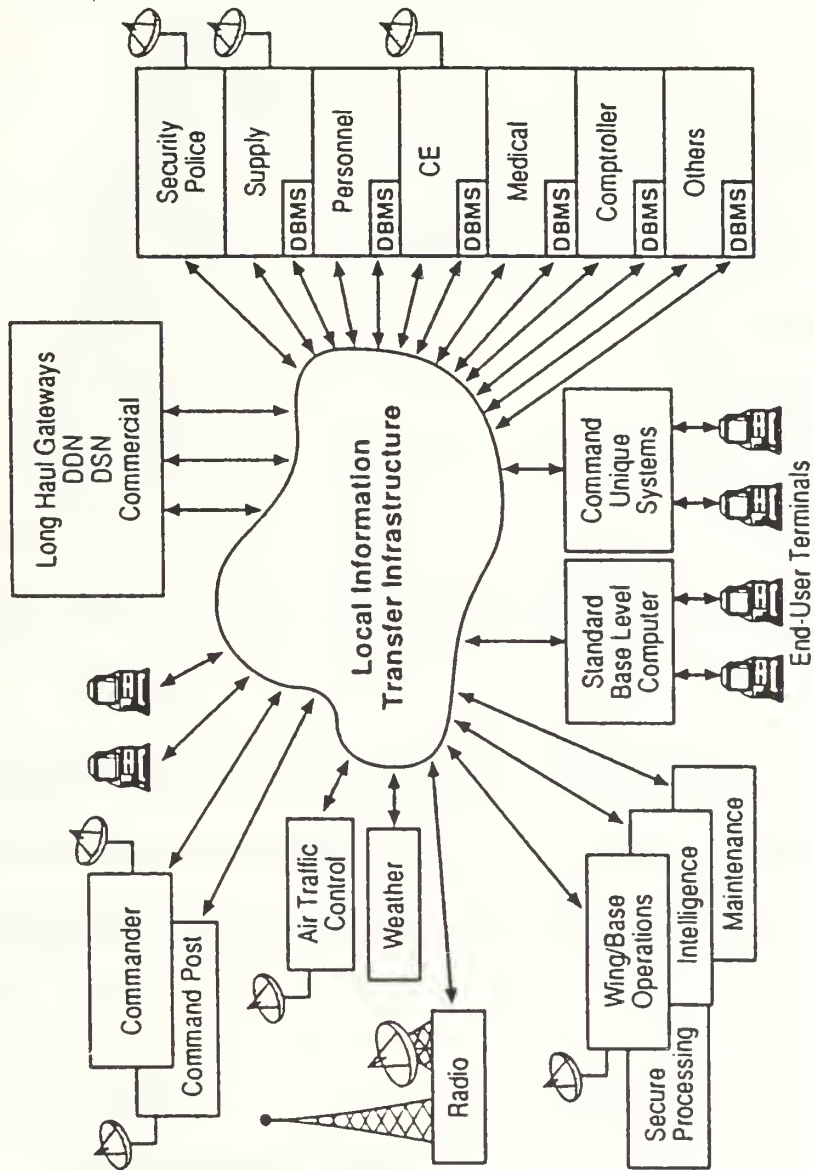 Long Haul Gateways
DDN
DSN
Commercial
Commander
Command Post
Air Traffic
Control
Weather
Radio
Local Information
Transfer Infrastructure
Security
Police
Supply
DBMS
Personnel
DBMS
CE
DBMS
Medical
DBMS
Comptroller
DBMS
Others
DBMS
Wing/Base
Operations
Intelligence
Maintenance
Secure
Processing
Standard
Base Level
Computer
Command
Unique
Systems
End-User Terminals